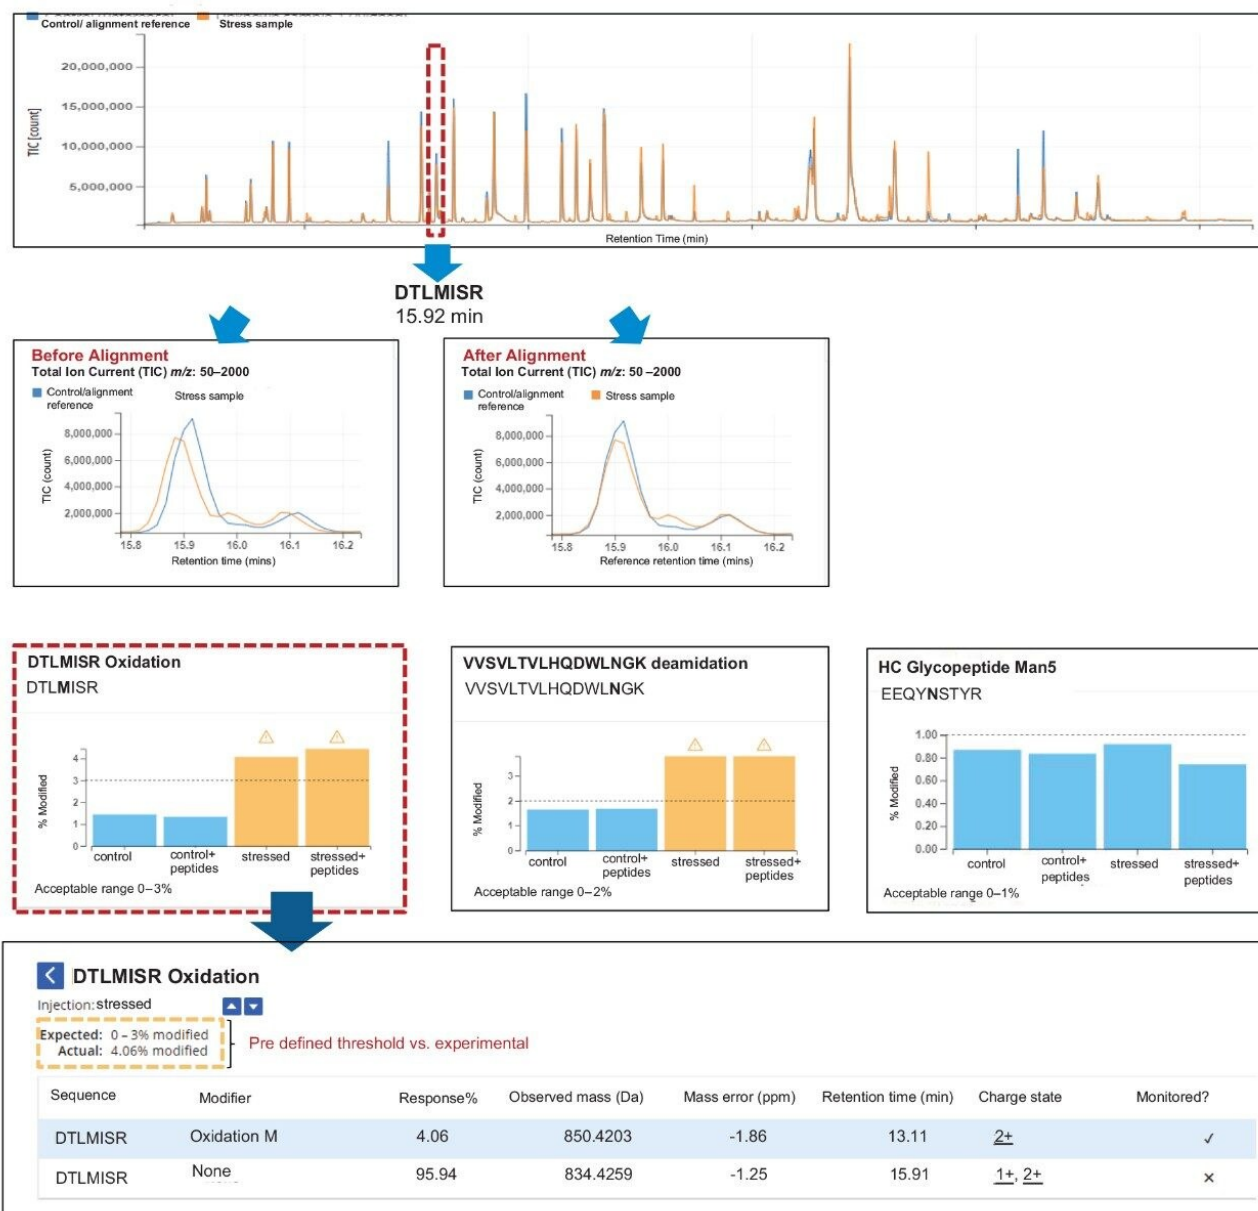 Control/ alignment reference
Stress sample
TIC [count]
20,000,000
15,000,000
10,000,000
5,000,000
Retention Time (min)
DTLMISR
15.92 min
Before Alignment
Total Ion Current (TIC) m/z: 50–2000
Control/alignment
reference
Stress sample
TIC (count)
8,000,000
6,000,000
4,000,000
2,000,000
15.8 15.9 16.0 16.1 16.2
Retention time (mins)
After Alignment
Total Ion Current (TIC) m/z: 50 –2000
Control/alignment
reference
Stress sample
TIC (count)
8,000,000
6,000,000
4,000,000
2,000,000
15.8 15.9 16.0 16.1 16.2
Reference retention time (mins)
DTLMISR Oxidation
DTLMISR
% Modified
4
3
2
1
0
control
control+
peptides
stressed
stressed+
peptides
Acceptable range 0–3%
VVSVLTVLHQDWLNGK deamidation
VVSVLTVLHQDWLNGK
% Modified
3
2
1
0
control
control+
peptides
stressed
stressed+
peptides
Acceptable range 0–2%
HC Glycopeptide Man5
EEQYNSTYR
% Modified
1.00
0.80
0.60
0.40
0.20
0.00
control
control+
peptides
stressed
stressed+
peptides
Acceptable range 0–1%
DTLMISR Oxidation
Injection: stressed
Expected: 0 – 3% modified
Actual: 4.06% modified
Pre defined threshold vs. experimental
Sequence Modifier Response% Observed mass (Da) Mass error (ppm) Retention time (min) Charge state Monitored?
DTLMISR Oxidation M 4.06 850.4203 -1.86 13.11 2+ ✓
DTLMISR None 95.94 834.4259 -1.25 15.91 1+, 2+ ×